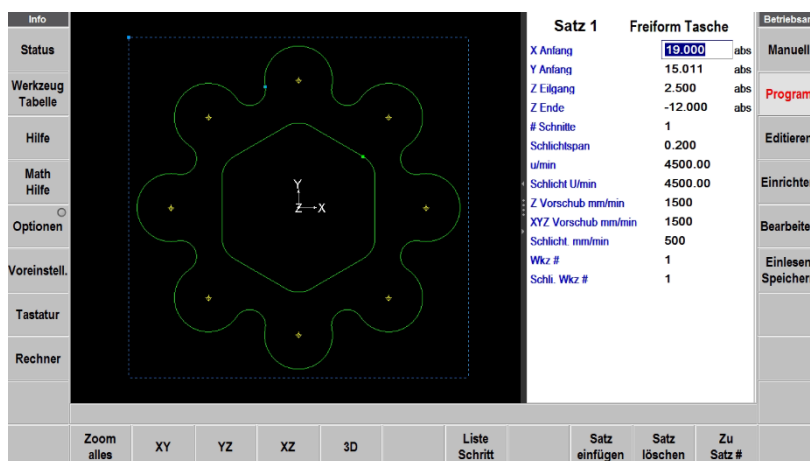 Info
Status
Werkzeug
Tabelle
Hilfe
Math
Hilfe
Optionen
Voreinstell.
Tastatur
Rechner
Y
Z
X
Satz 1 Freiform Tasche
X Anfang 19.000 abs
Y Anfang 15.011 abs
Z Eilgang 2.500 abs
Z Ende -12.000 abs
# Schnitte 1
Schlichtspan 0.200
u/min 4500.00
Schlicht U/min 4500.00
Z Vorschub mm/min 1500
XYZ Vorschub mm/min 1500
Schlicht. mm/min 500
Wkz # 1
Schli. Wkz # 1
Betriebsar
Manuell
Program
Editieren
Einrichte
Bearbeite
Einlesen
Speicher
Zoom
alles
XY
YZ
XZ
3D
Liste
Schritt
Satz
einfügen
Satz
löschen
Zu
Satz #